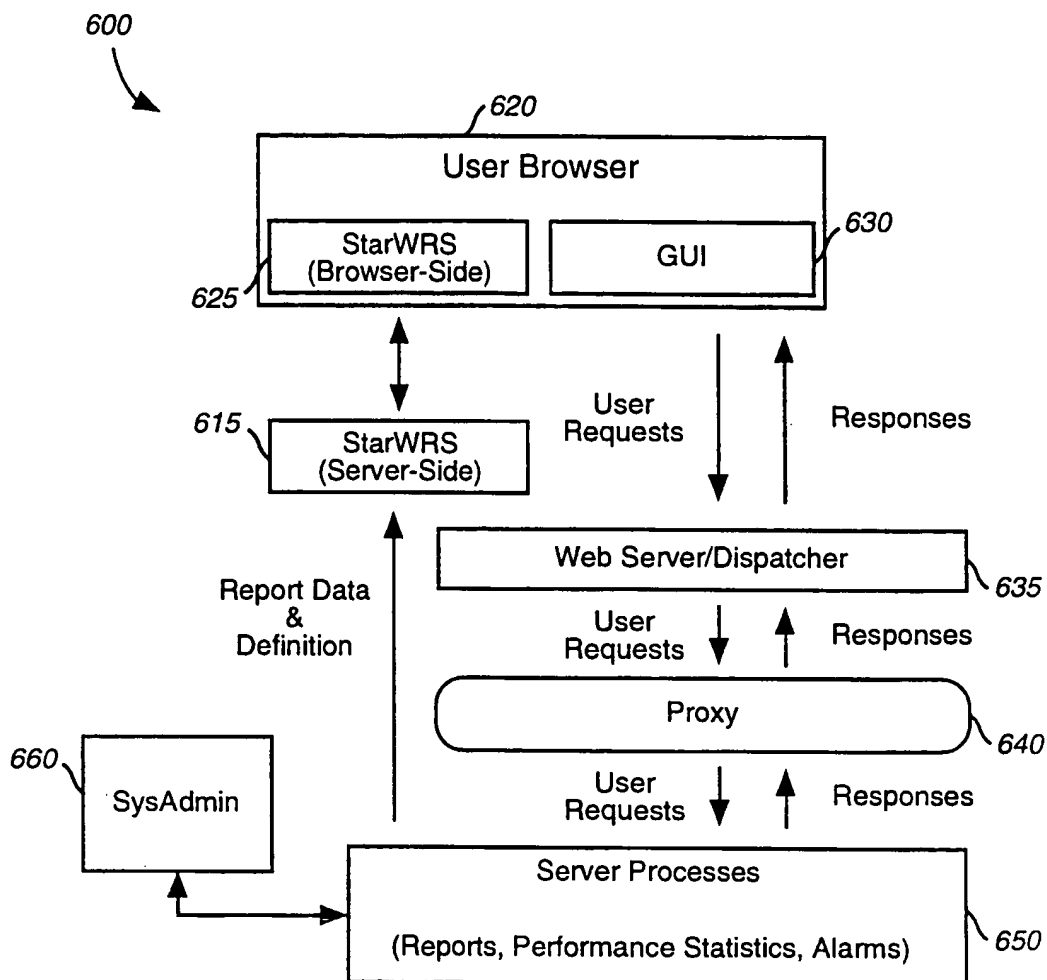 600
620
User Browser
StarWRS
(Browser-Side)
GUI
630
625
615
StarWRS
(Server-Side)
User
Requests
Responses
Web Server/Dispatcher
635
Report Data
&
Definition
User
Requests
Responses
Proxy
640
660
SysAdmin
User
Requests
Responses
Server Processes
(Reports, Performance Statistics, Alarms)
650